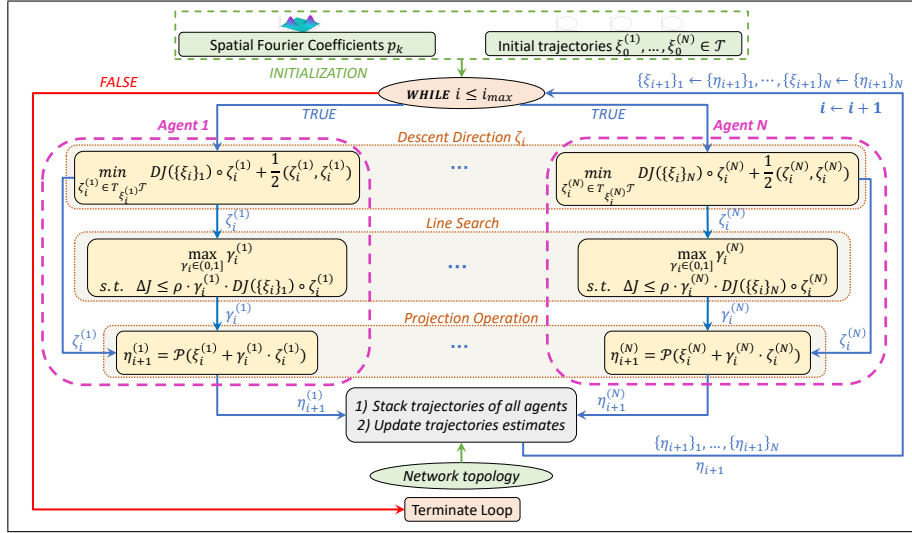 Spatial Fourier Coefficients p_k
Initial trajectories ξ_0^(1), …, ξ_0^(N) ∈ 𝒯
INITIALIZATION
FALSE
WHILE i ≤ i_max
{ξ_{i+1}}_1 ← {η_{i+1}}_1, ⋯, {ξ_{i+1}}_N ← {η_{i+1}}_N
i ← i + 1
TRUE
TRUE
Agent 1
Agent N
Descent Direction ζ_i
min_{ζ_i^(1) ∈ T_{ξ_i^(1)}𝒯} DJ({ξ_i}_1) ∘ ζ_i^(1) + 1/2 (ζ_i^(1), ζ_i^(1))
...
min_{ζ_i^(N) ∈ T_{ξ_i^(N)}𝒯} DJ({ξ_i}_N) ∘ ζ_i^(N) + 1/2 (ζ_i^(N), ζ_i^(N))
ζ_i^(1)
ζ_i^(N)
Line Search
max_{γ_i∈(0,1]} γ_i^(1)
s.t. ΔJ ≤ ρ · γ_i^(1) · DJ({ξ_i}_1) ∘ ζ_i^(1)
...
max_{γ_i∈(0,1]} γ_i^(N)
s.t. ΔJ ≤ ρ · γ_i^(N) · DJ({ξ_i}_N) ∘ ζ_i^(N)
γ_i^(1)
γ_i^(N)
Projection Operation
ζ_i^(1)
ζ_i^(N)
η_{i+1}^(1) = 𝒫(ξ_i^(1) + γ_i^(1) · ζ_i^(1))
...
η_{i+1}^(N) = 𝒫(ξ_i^(N) + γ_i^(N) · ζ_i^(N))
η_{i+1}^(1)
η_{i+1}^(N)
1) Stack trajectories of all agents
2) Update trajectories estimates
{η_{i+1}}_1, …, {η_{i+1}}_N
η_{i+1}
Network topology
Terminate Loop